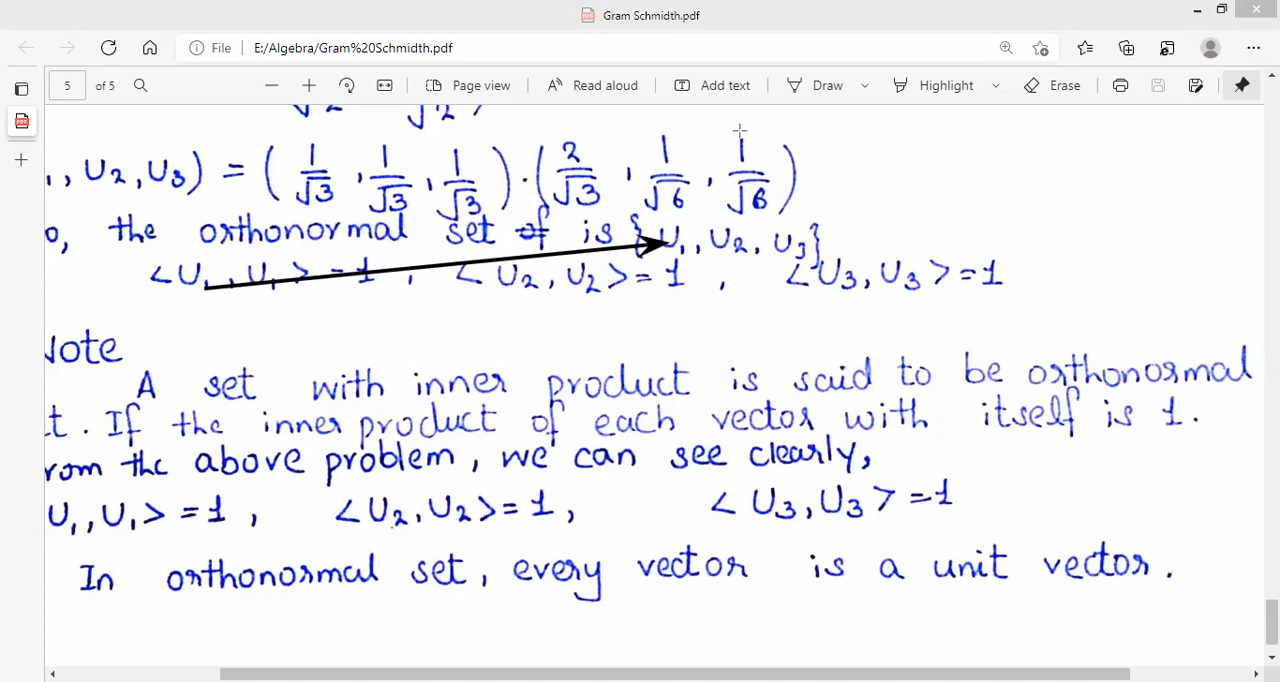 Gram Schmidth.pdf
File E:/Algebra/Gram%20Schmidth.pdf
5 of 5 Page view Read aloud Add text Draw Highlight Erase
√2 √2 )
, U2, U3) = ( 1/√3 , 1/√3 , 1/√3 ) . ( 2/√3 , 1/√6 , 1/√6 )
o, the orthonormal set of is { U1, U2, U3}
<U1, U1> = 1 , <U2, U2> = 1 , <U3, U3> = 1
Note
A set with inner product is said to be orthonormal
t. If the inner product of each vector with itself is 1.
rom the above problem, we can see clearly,
U1, U1> = 1, <U2, U2> = 1, <U3, U3> = 1
In orthonormal set, every vector is a unit vector.